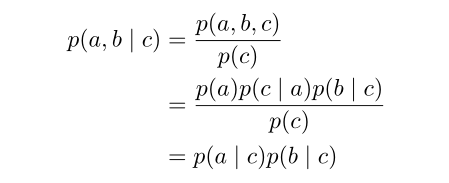 p(a, b | c) = p(a, b, c) / p(c)
= p(a)p(c | a)p(b | c) / p(c)
= p(a | c)p(b | c)